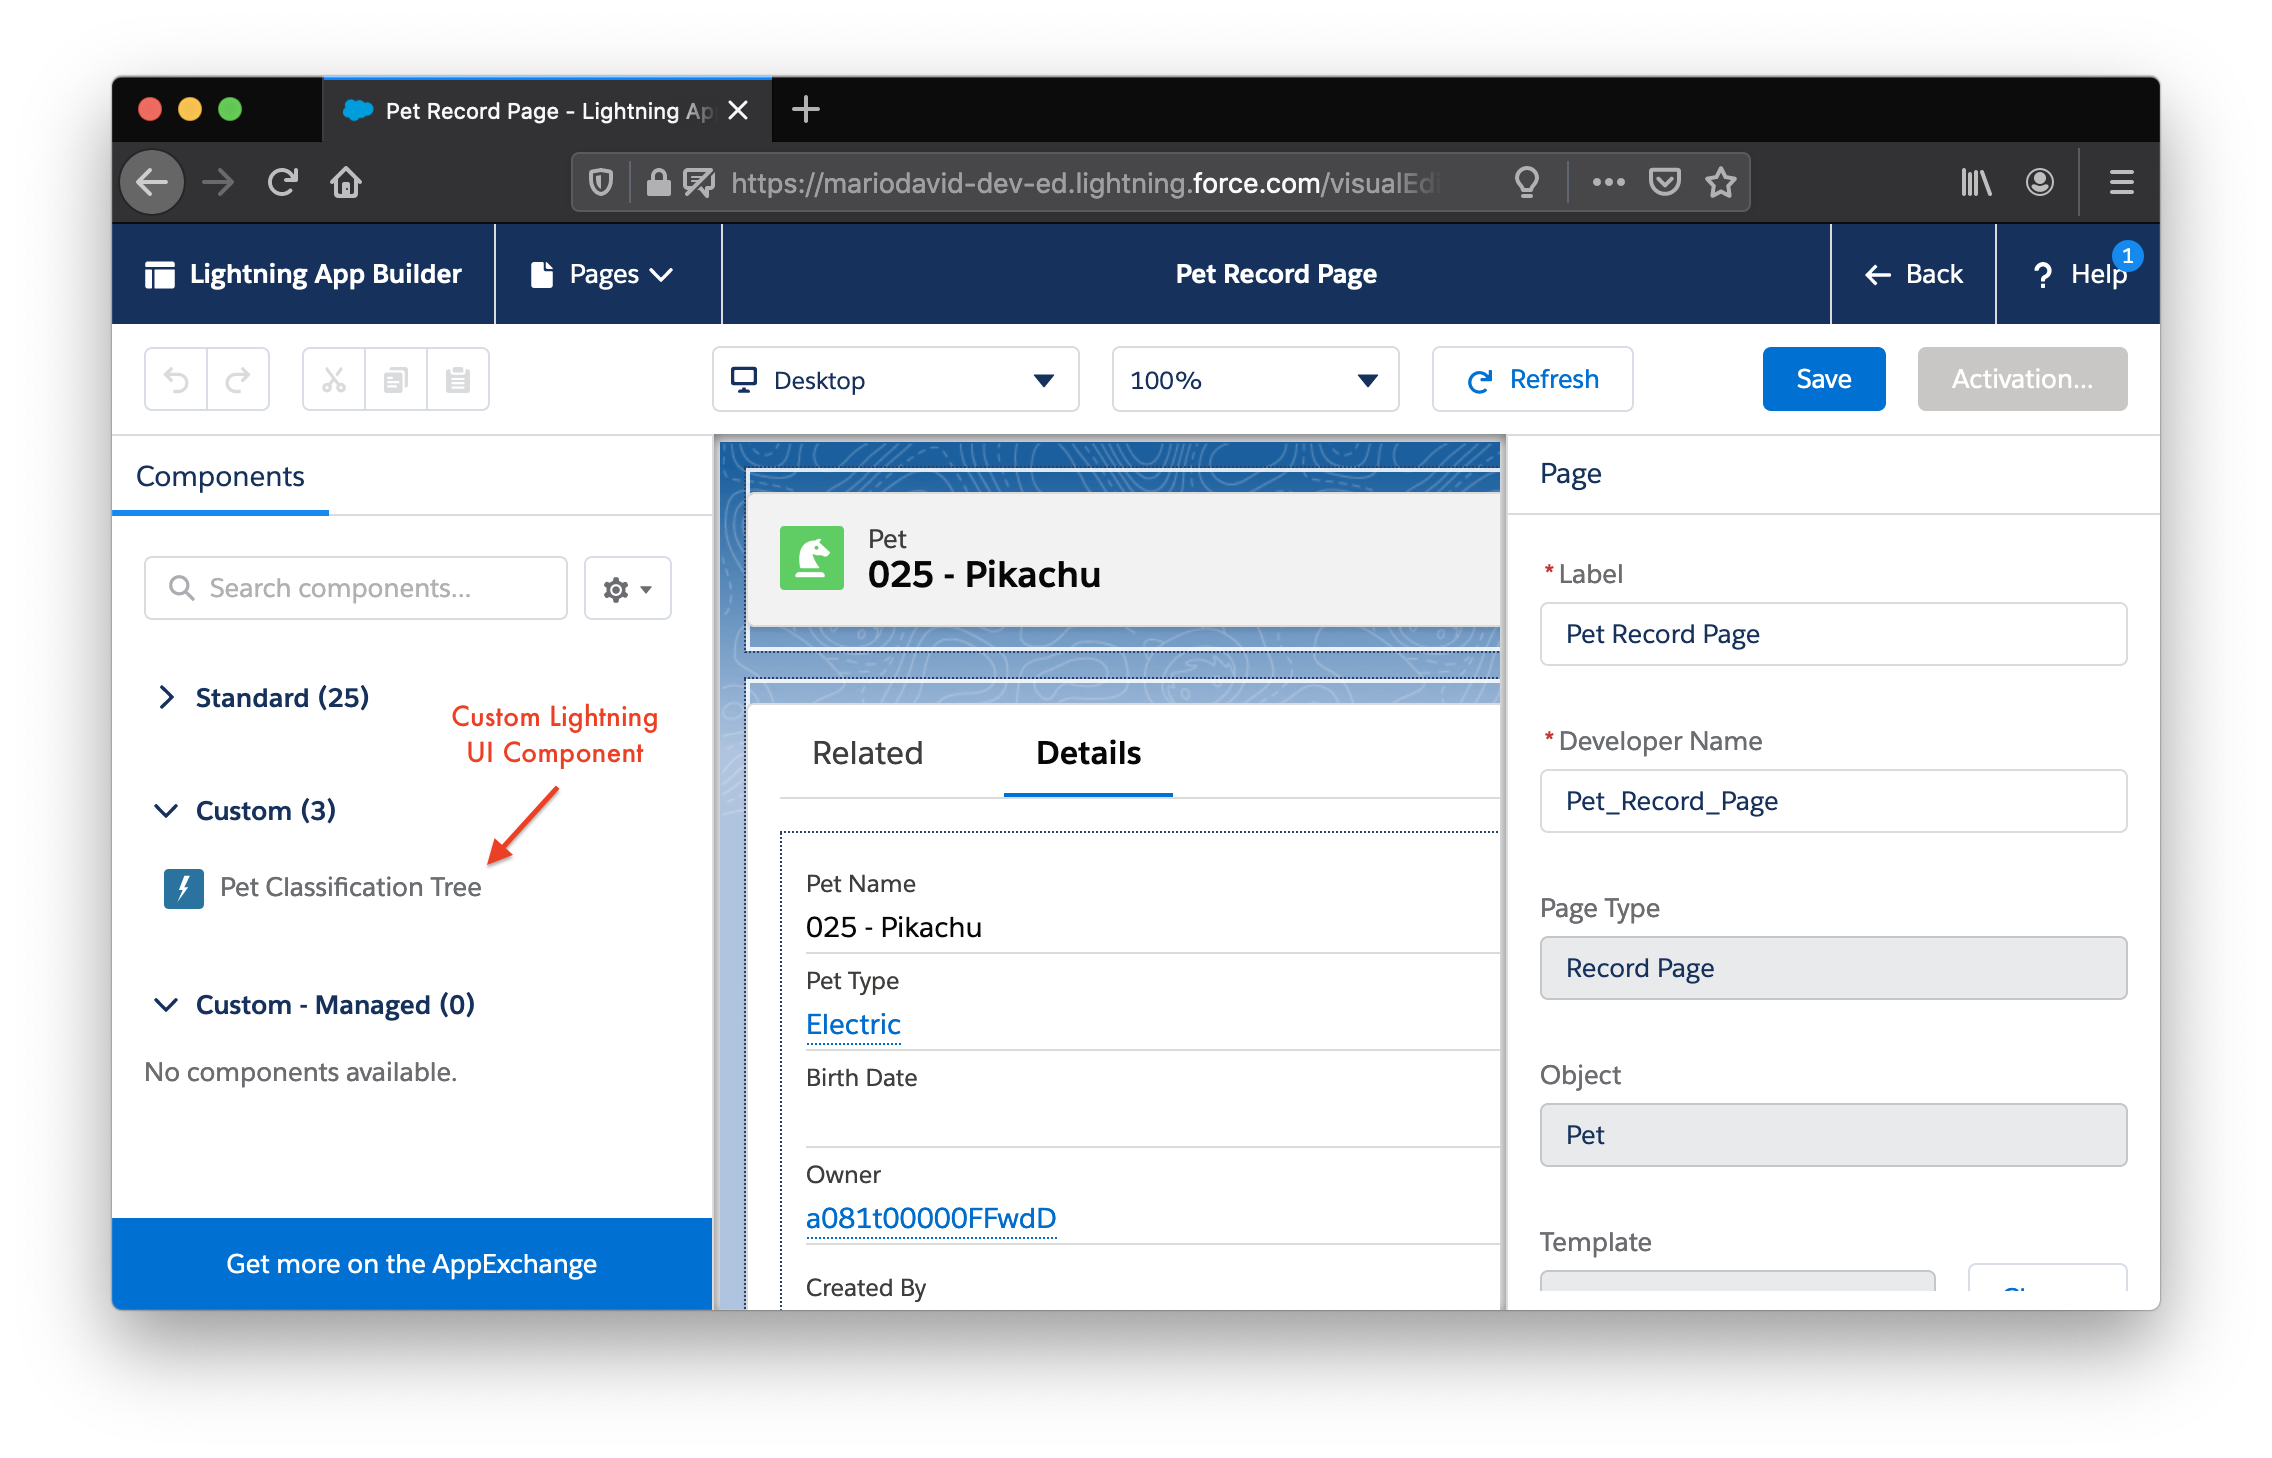 Pet Record Page - Lightning Ap
https://mariodavid-dev-ed.lightning.force.com/visualEdi
Lightning App Builder
Pages
Pet Record Page
Back
? Help
1
Desktop
100%
Refresh
Save
Activation...
Components
Search components...
Standard (25)
Custom Lightning
UI Component
Custom (3)
Pet Classification Tree
Custom - Managed (0)
No components available.
Get more on the AppExchange
Pet
025 - Pikachu
Related
Details
Pet Name
025 - Pikachu
Pet Type
Electric
Birth Date
Owner
a081t00000FFwdD
Created By
Page
*Label
Pet Record Page
*Developer Name
Pet_Record_Page
Page Type
Record Page
Object
Pet
Template